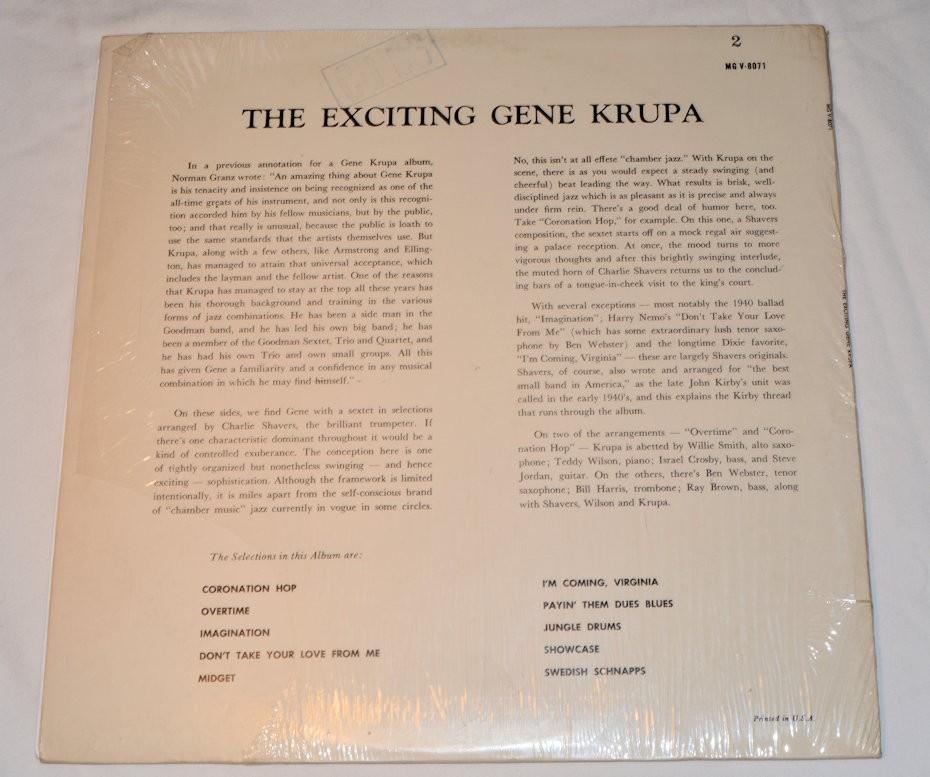 2
MG V-8071
THE EXCITING GENE KRUPA
In a previous annotation for a Gene Krupa album,
Norman Granz wrote: "An amazing thing about Gene Krupa
is his tenacity and insistence on being recognized as one of the
all-time greats of his instrument, and not only is this recogni-
tion accorded him by his fellow musicians, but by the public,
too; and that really is unusual, because the public is loath to
use the same standards that the artists themselves use. But
Krupa, along with a few others, like Armstrong and Elling-
ton, has managed to attain that universal acceptance, which
includes the layman and the fellow artist. One of the reasons
that Krupa has managed to stay at the top all these years has
been his thorough background and training in the various
forms of jazz combinations. He has been a side man in the
Goodman band, and he has led his own big band; he has
been a member of the Goodman Sextet, Trio and Quartet, and
he has had his own Trio and own small groups. All this
has given Gene a familiarity and a confidence in any musical
combination in which he may find himself."
On these sides, we find Gene with a sextet in selections
arranged by Charlie Shavers, the brilliant trumpeter. If
there's one characteristic dominant throughout it would be a
kind of controlled exuberance. The conception here is one
of tightly organized but nonetheless swinging — and hence
exciting — sophistication. Although the framework is limited
intentionally, it is miles apart from the self-conscious brand
of "chamber music" jazz currently in vogue in some circles.
No, this isn't at all effete "chamber jazz." With Krupa on the
scene, there is as you would expect a steady swinging (and
cheerful) beat leading the way. What results is brisk, well-
disciplined jazz which is as pleasant as it is precise and always
under firm rein. There's a good deal of humor here, too.
Take "Coronation Hop," for example. On this one, a Shavers
composition, the sextet starts off on a mock regal air suggest-
ing a palace reception. At once, the mood turns to more
vigorous thoughts and after this brightly swinging interlude,
the muted horn of Charlie Shavers returns us to the conclud-
ing bars of a tongue-in-cheek visit to the king's court.
With several exceptions — most notably the 1940 ballad
hit, "Imagination"; Harry Nemo's "Don't Take Your Love
From Me" (which has some extraordinary lush tenor saxo-
phone by Ben Webster) and the longtime Dixie favorite,
"I'm Coming, Virginia" — these are largely Shavers originals.
Shavers, of course, also wrote and arranged for "the best
small band in America," as the late John Kirby's unit was
called in the early 1940's, and this explains the Kirby thread
that runs through the album.
On two of the arrangements — "Overtime" and "Coro-
nation Hop" — Krupa is abetted by Willie Smith, alto saxo-
phone; Teddy Wilson, piano; Israel Crosby, bass, and Steve
Jordan, guitar. On the others, there's Ben Webster, tenor
saxophone; Bill Harris, trombone; Ray Brown, bass, along
with Shavers, Wilson and Krupa.
The Selections in this Album are:
CORONATION HOP
OVERTIME
IMAGINATION
DON'T TAKE YOUR LOVE FROM ME
MIDGET
I'M COMING, VIRGINIA
PAYIN' THEM DUES BLUES
JUNGLE DRUMS
SHOWCASE
SWEDISH SCHNAPPS
Printed in U.S.A.
MG V-8071
THE EXCITING GENE KRUPA